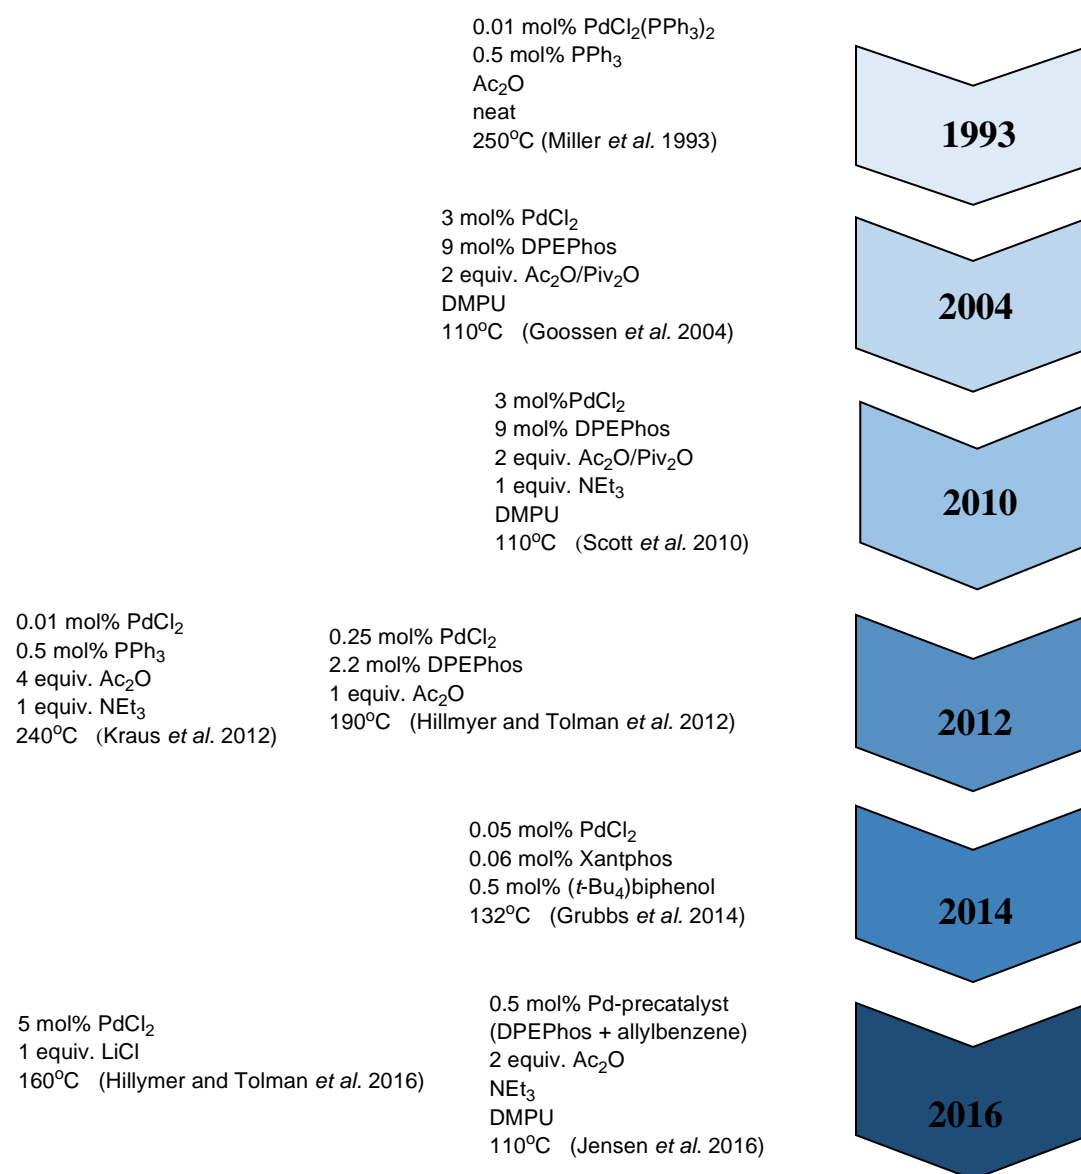 0.01 mol% PdCl₂(PPh₃)₂
0.5 mol% PPh₃
Ac₂O
neat
250°C (Miller et al. 1993)
1993
3 mol% PdCl₂
9 mol% DPEPhos
2 equiv. Ac₂O/Piv₂O
DMPU
110°C (Goossen et al. 2004)
2004
3 mol%PdCl₂
9 mol% DPEPhos
2 equiv. Ac₂O/Piv₂O
1 equiv. NEt₃
DMPU
110°C (Scott et al. 2010)
2010
0.01 mol% PdCl₂
0.5 mol% PPh₃
4 equiv. Ac₂O
1 equiv. NEt₃
240°C (Kraus et al. 2012)
0.25 mol% PdCl₂
2.2 mol% DPEPhos
1 equiv. Ac₂O
190°C (Hillmyer and Tolman et al. 2012)
2012
0.05 mol% PdCl₂
0.06 mol% Xantphos
0.5 mol% (t-Bu₄)biphenol
132°C (Grubbs et al. 2014)
2014
5 mol% PdCl₂
1 equiv. LiCl
160°C (Hillymer and Tolman et al. 2016)
0.5 mol% Pd-precatalyst
(DPEPhos + allylbenzene)
2 equiv. Ac₂O
NEt₃
DMPU
110°C (Jensen et al. 2016)
2016